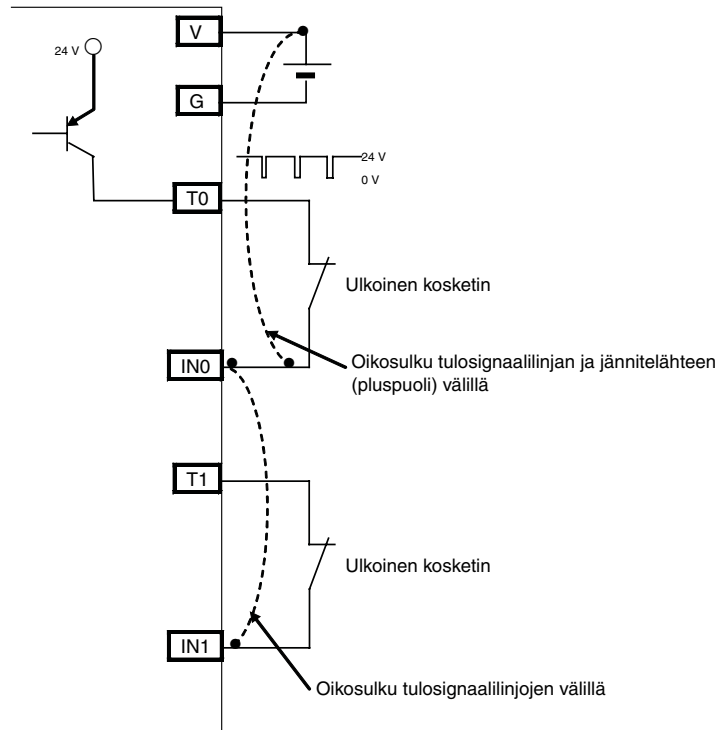 V
24 V
G
24 V
0 V
T0
Ulkoinen kosketin
IN0
Oikosulku tulosignaalilinjan ja jännitelähteen
(pluspuoli) välillä
T1
Ulkoinen kosketin
IN1
Oikosulku tulosignaalilinjojen välillä